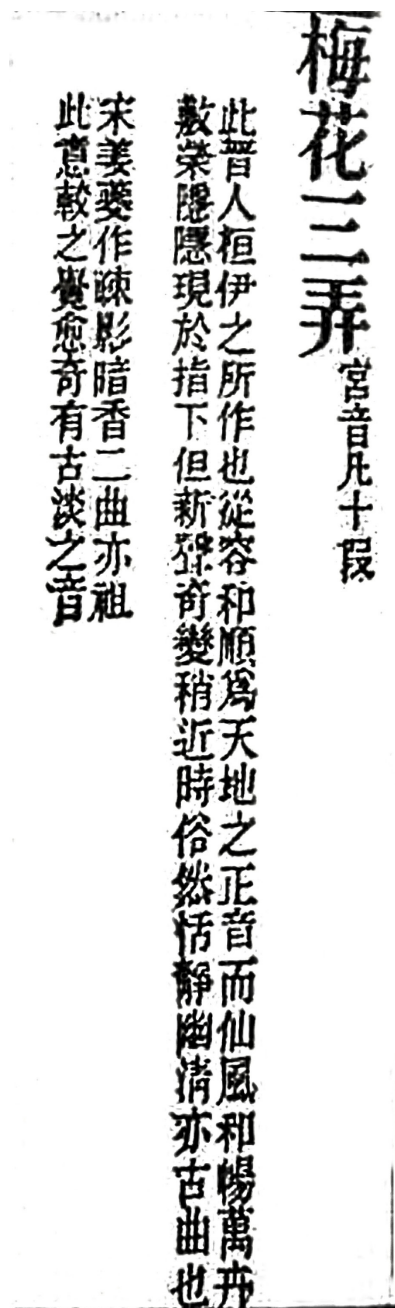 梅花三弄
宮音凡十段
此晉人桓伊之所作也從容和順爲天地之正音而仙風和暢萬卉
敷榮隱隱現於指下但新聲奇變稍近時俗然恬靜幽清亦古曲也
宋姜夔作疎影暗香二曲亦祖
此意較之覺愈奇有古淡之音